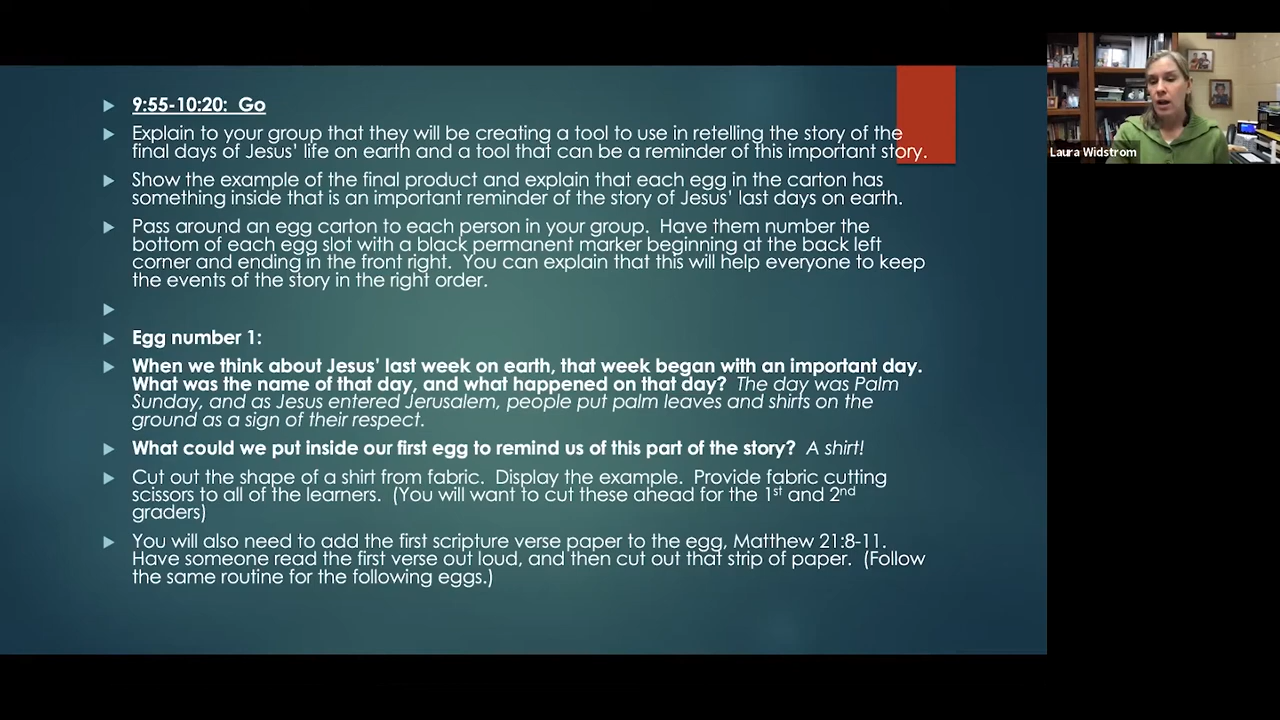 9:55-10:20: Go
Explain to your group that they will be creating a tool to use in retelling the story of the
final days of Jesus' life on earth and a tool that can be a reminder of this important story.
Show the example of the final product and explain that each egg in the carton has
something inside that is an important reminder of the story of Jesus' last days on earth.
Pass around an egg carton to each person in your group. Have them number the
bottom of each egg slot with a black permanent marker beginning at the back left
corner and ending in the front right. You can explain that this will help everyone to keep
the events of the story in the right order.
Egg number 1:
When we think about Jesus' last week on earth, that week began with an important day.
What was the name of that day, and what happened on that day? The day was Palm
Sunday, and as Jesus entered Jerusalem, people put palm leaves and shirts on the
ground as a sign of their respect.
What could we put inside our first egg to remind us of this part of the story? A shirt!
Cut out the shape of a shirt from fabric. Display the example. Provide fabric cutting
scissors to all of the learners. (You will want to cut these ahead for the 1st and 2nd
graders)
You will also need to add the first scripture verse paper to the egg, Matthew 21:8-11.
Have someone read the first verse out loud, and then cut out that strip of paper. (Follow
the same routine for the following eggs.)
Laura Widstrom